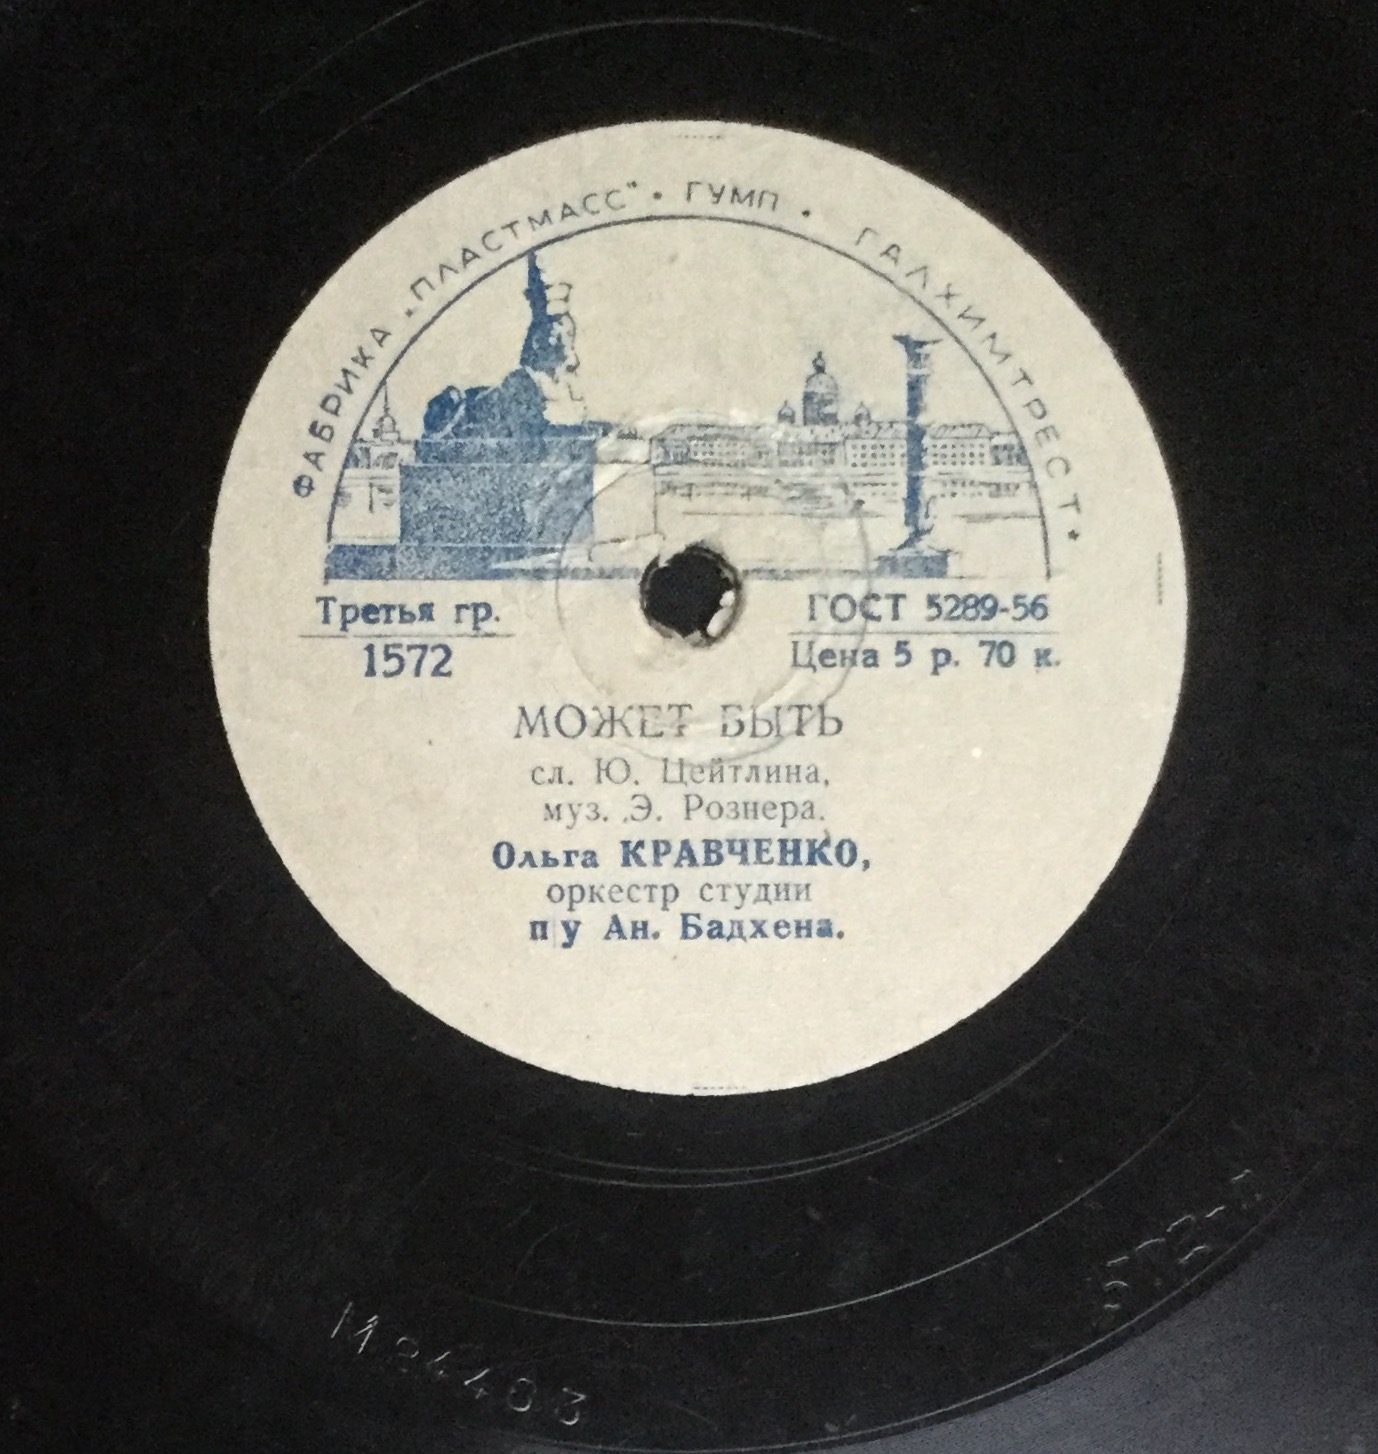 ФАБРИКА „ПЛАСТМАСС" • ГУМП • ГАЛХИМТРЕСТ *
Третья гр.
1572
ГОСТ 5289-56
Цена 5 р. 70 к.
МОЖЕТ БЫТЬ
сл. Ю. Цейтлина,
муз. Э. Рознера.
Ольга КРАВЧЕНКО,
оркестр студии
п/у Ан. Бадхена.